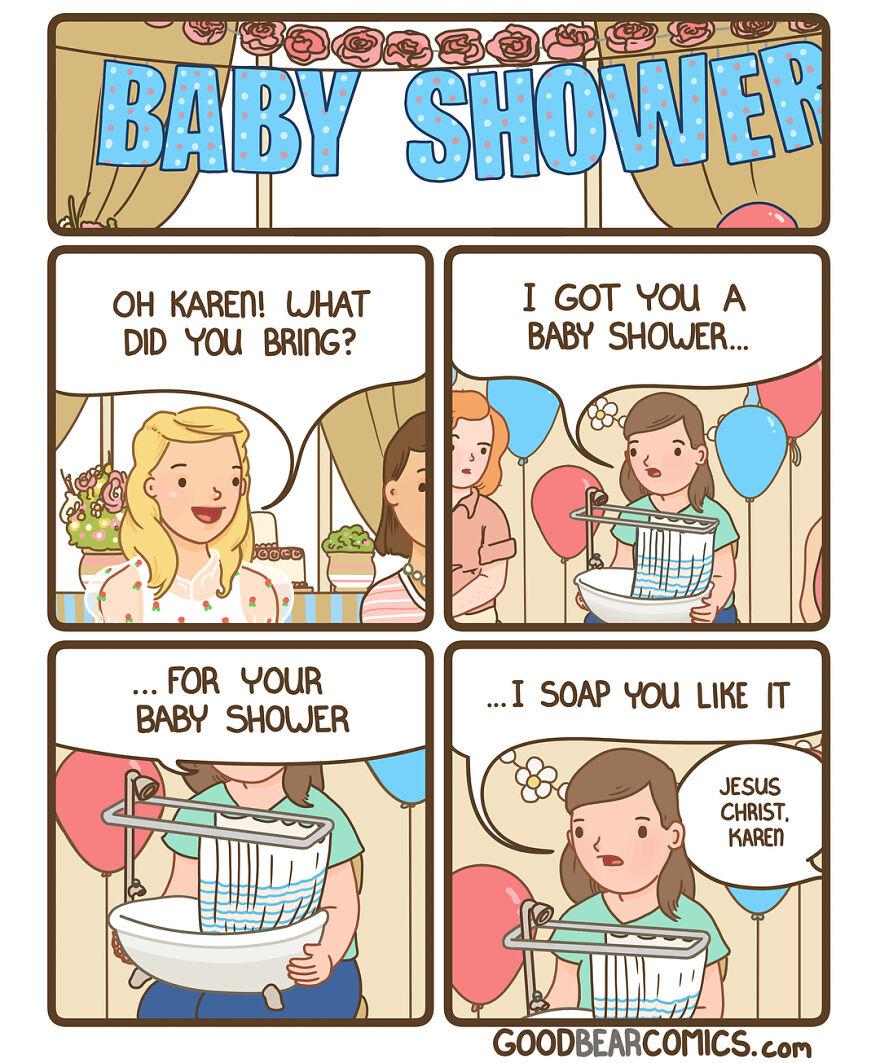 BABY SHOWER
OH KAREN! WHAT
DID YOU BRING?
I GOT YOU A
BABY SHOWER...
... FOR YOUR
BABY SHOWER
...I SOAP YOU LIKE IT
JESUS
CHRIST,
KAREN
GOODBEARCOMICS.com